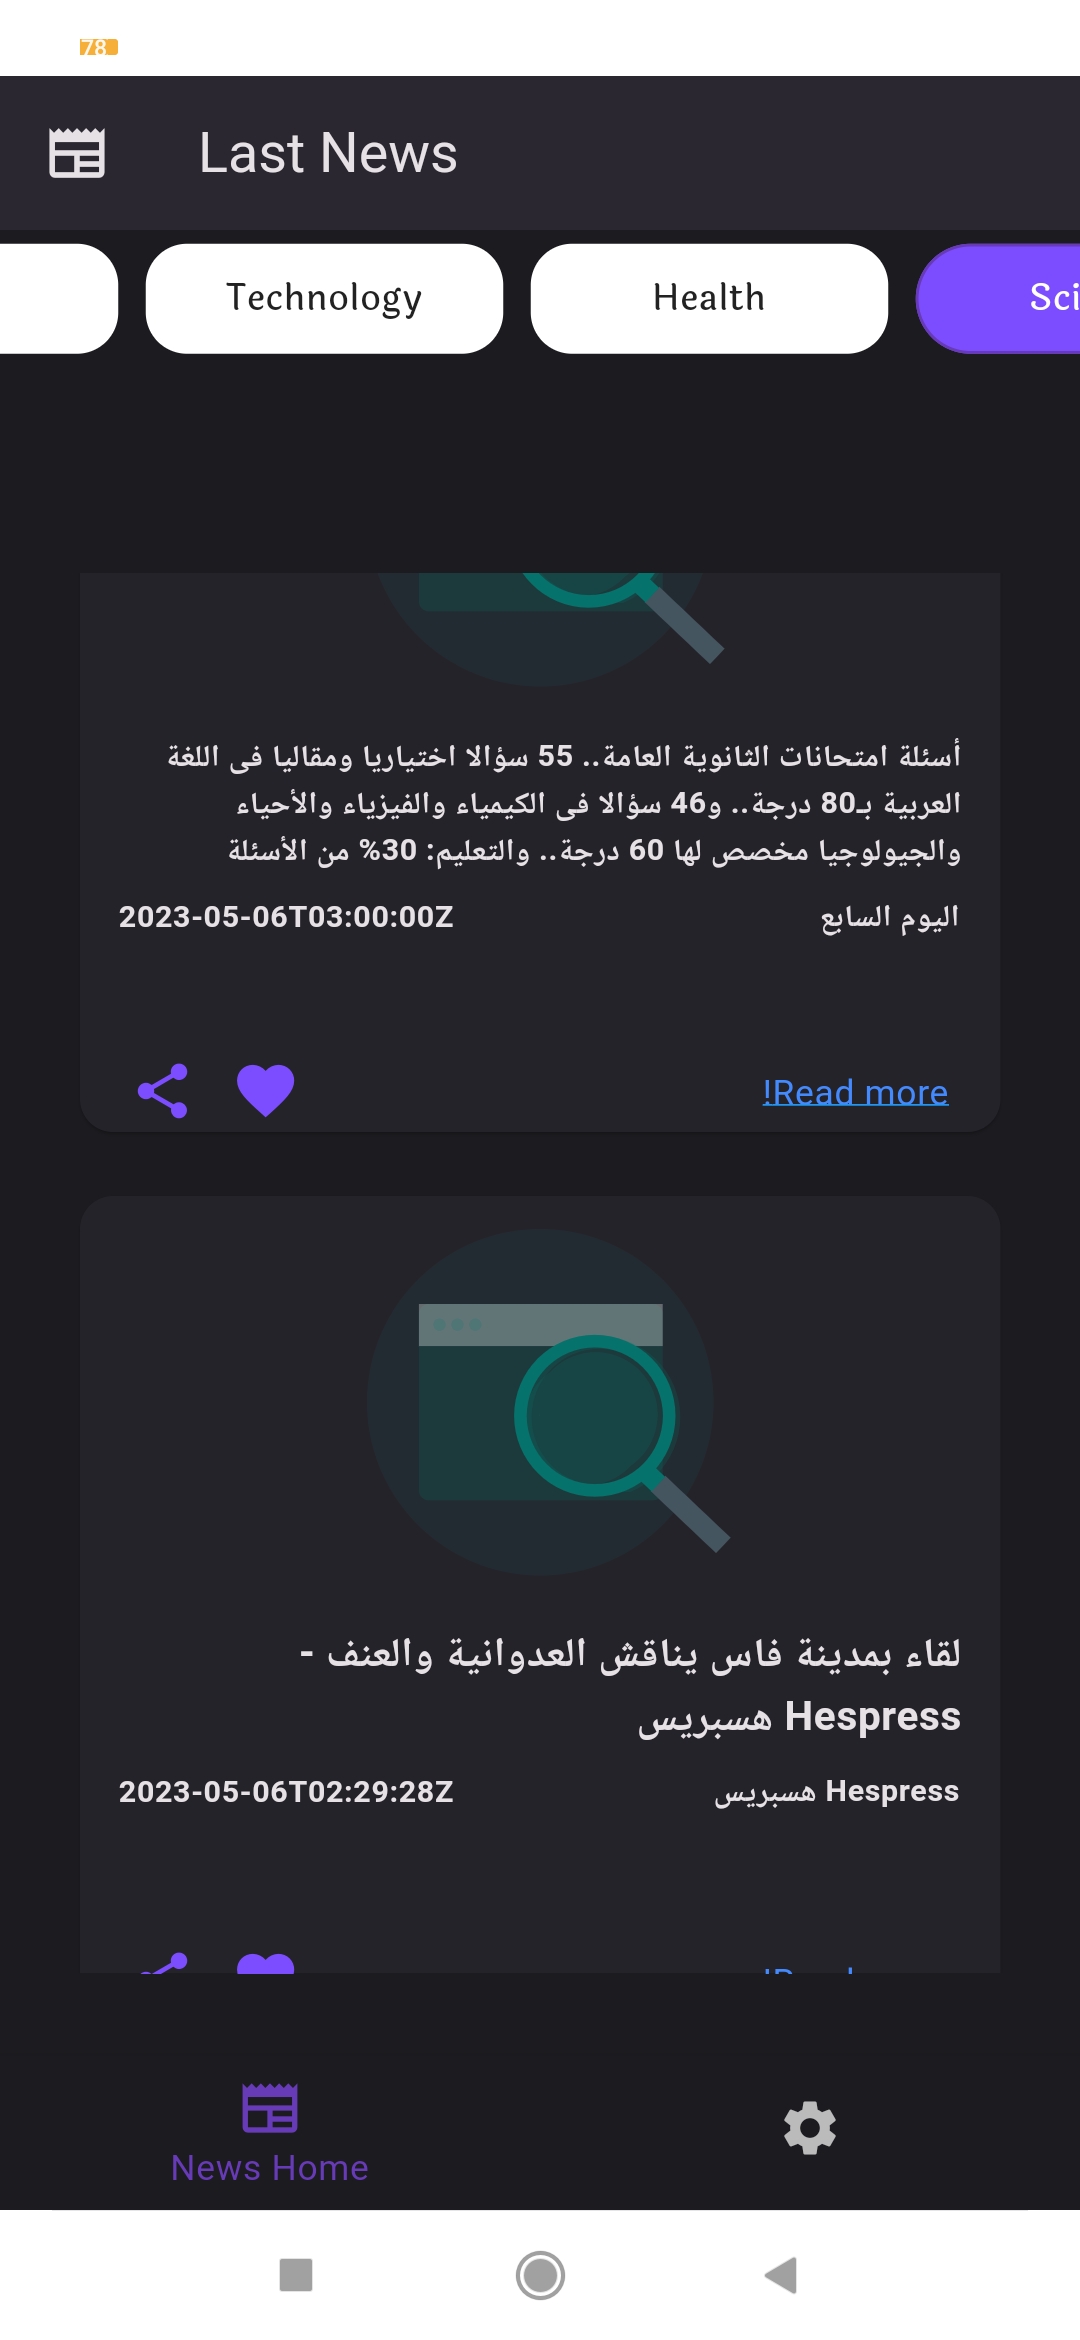 78
Last News
Technology
Health
Sci
أسئلة امتحانات الثانوية العامة.. 55 سؤالا اختياريا ومقاليا فى اللغة
العربية بـ80 درجة.. و46 سؤالا فى الكيمياء والفيزياء والأحياء
والجيولوجيا مخصص لها 60 درجة.. والتعليم: 30% من الأسئلة
اليوم السابع
2023-05-06T03:00:00Z
!Read more
لقاء بمدينة فاس يناقش العدوانية والعنف -
Hespress هسبريس
Hespress هسبريس
2023-05-06T02:29:28Z
News Home